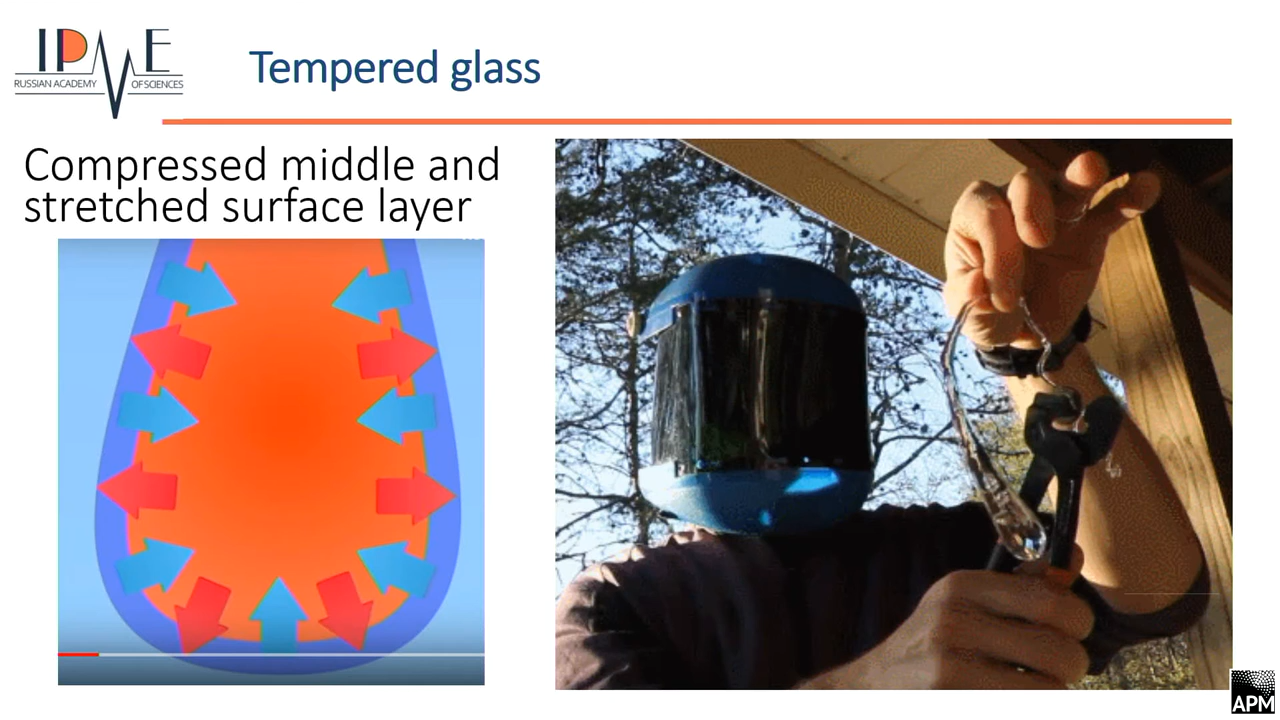 IPME
RUSSIAN ACADEMY OF SCIENCES
Tempered glass
Compressed middle and
stretched surface layer
APM